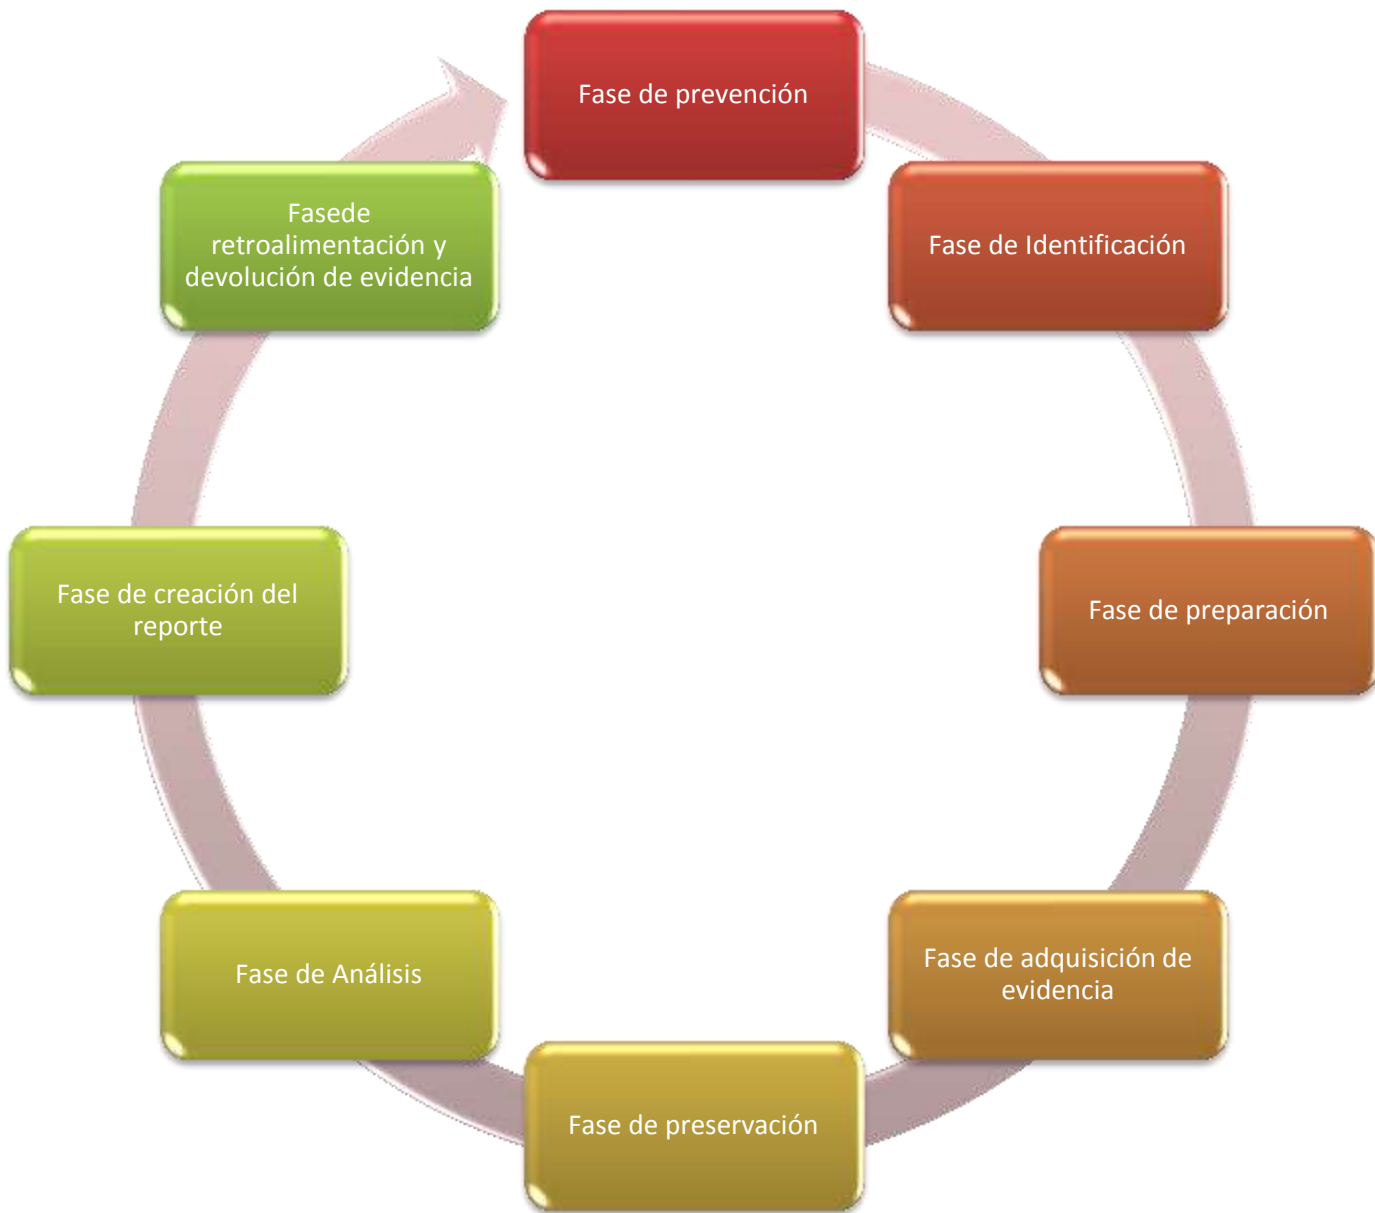 Fase de prevención
Fase de Identificación
Fase de preparación
Fase de adquisición de
evidencia
Fase de preservación
Fase de Análisis
Fase de creación del
reporte
Fasede
retroalimentación y
devolución de evidencia